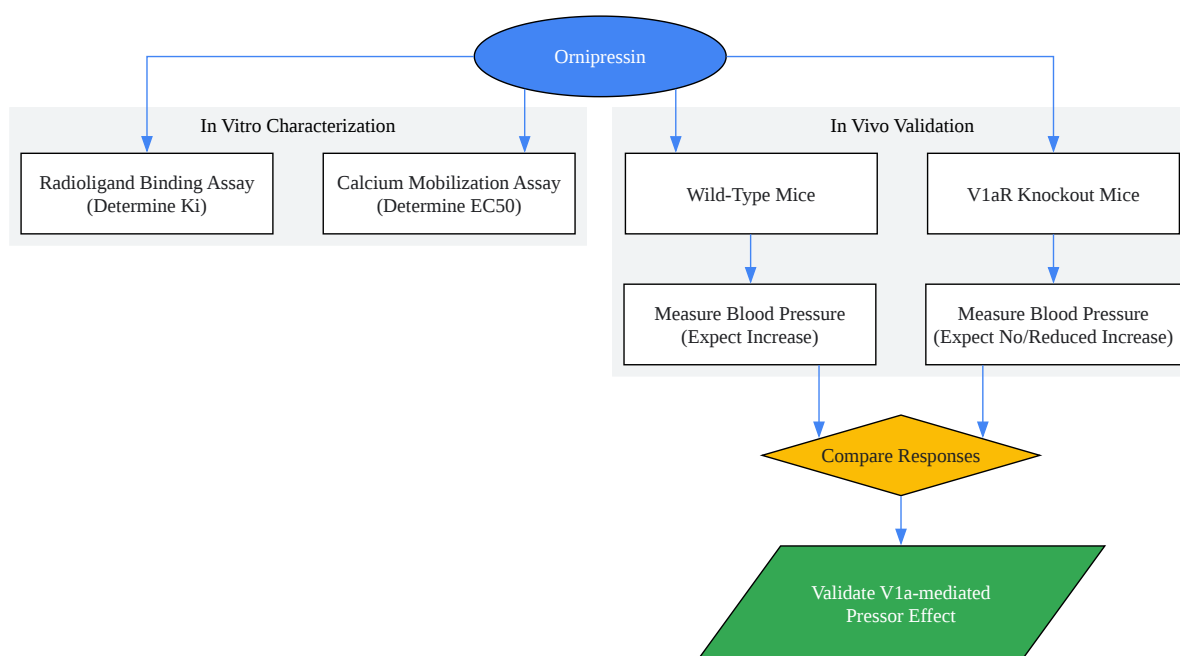 Ornipressin
In Vitro Characterization
In Vivo Validation
Radioligand Binding Assay
(Determine Ki)
Calcium Mobilization Assay
(Determine EC50)
Wild-Type Mice
V1aR Knockout Mice
Measure Blood Pressure
(Expect Increase)
Measure Blood Pressure
(Expect No/Reduced Increase)
Compare Responses
Validate V1a-mediated
Pressor Effect